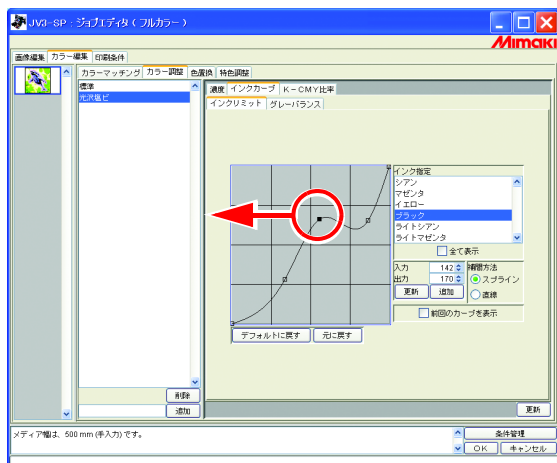 JV3-SP : ジョブエディタ ( フルカラー )
Mimaki
画像編集 カラー編集 印刷条件
カラーマッチング カラー調整 色置換 特色調整
標準
光沢塩ビ
濃度 インクカーブ K-CMY比率
インクリミット グレーバランス
インク指定
シアン
マゼンタ
イエロー
ブラック
ライトシアン
ライトマゼンタ
全て表示
入力 142
出力 170
更新 追加
補間方法
スプライン
直線
前回のカーブを表示
デフォルトに戻す 元に戻す
削除
追加
更新
メディア幅は、500 mm (手入力) です。
条件管理
OK キャンセル